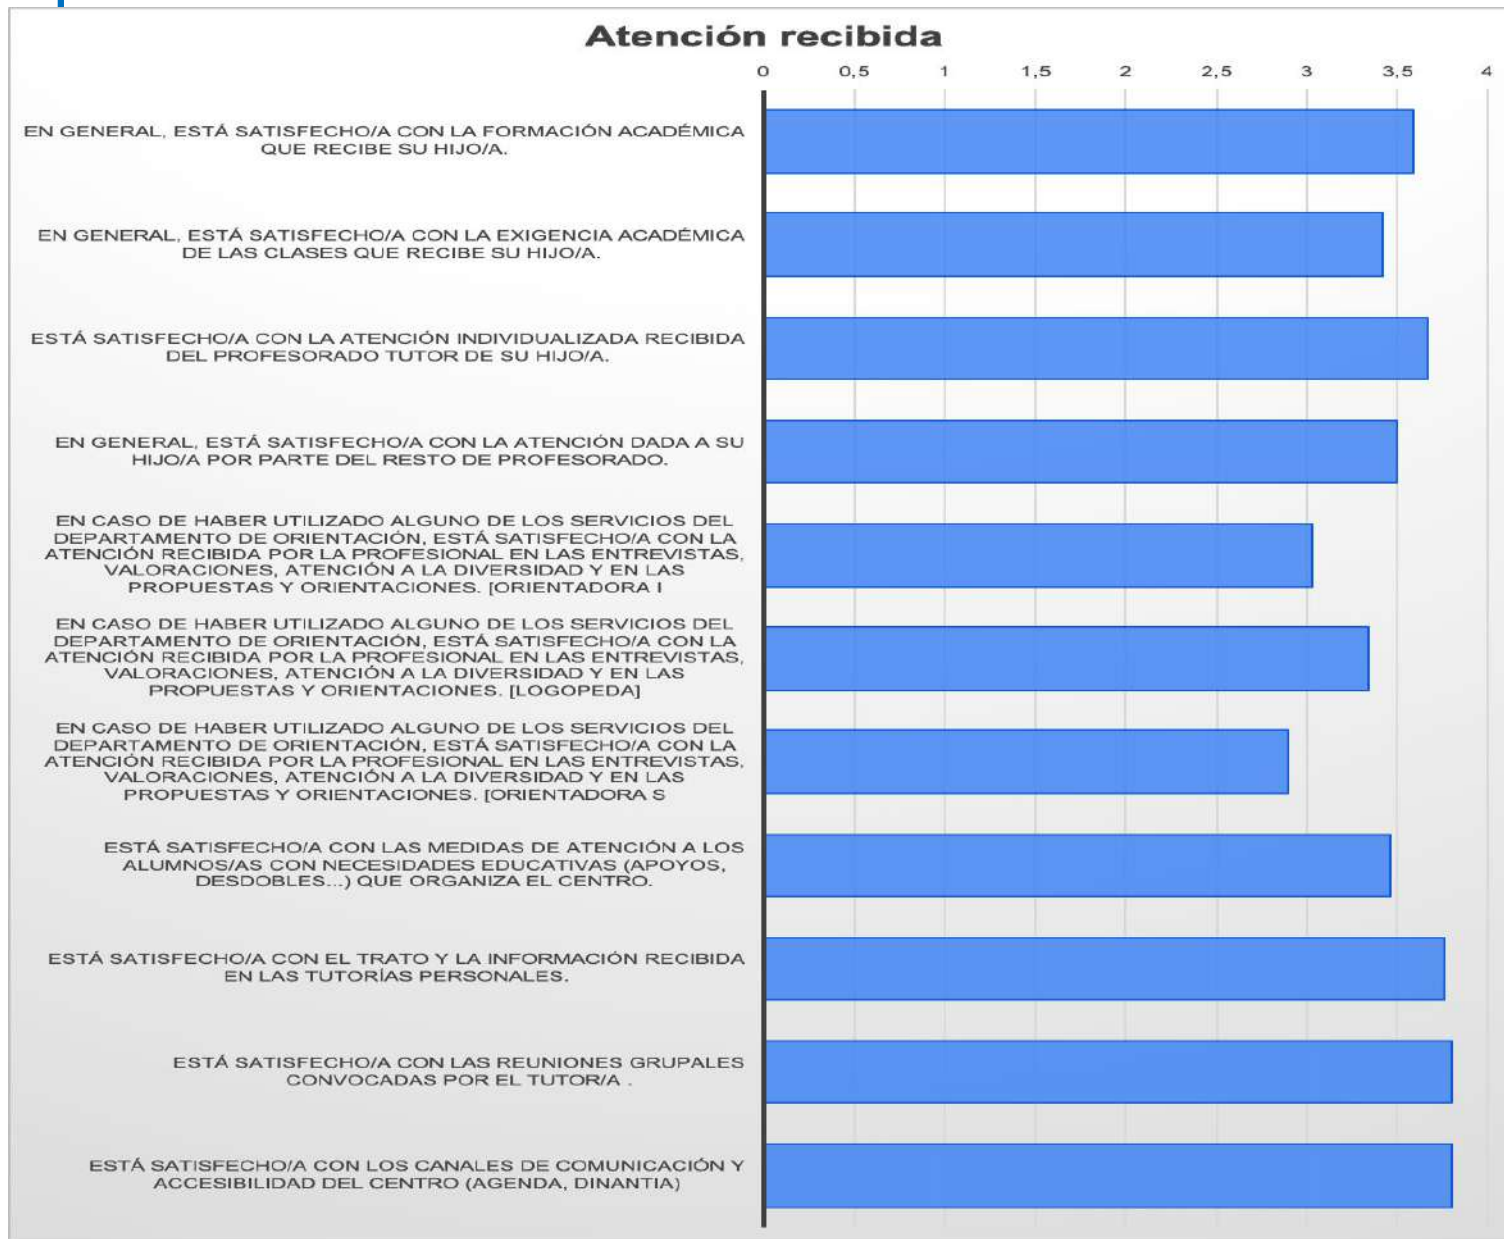 Atención recibida
0 0,5 1 1,5 2 2,5 3 3,5 4
EN GENERAL, ESTÁ SATISFECHO/A CON LA FORMACIÓN ACADÉMICA
QUE RECIBE SU HIJO/A.
EN GENERAL, ESTÁ SATISFECHO/A CON LA EXIGENCIA ACADÉMICA
DE LAS CLASES QUE RECIBE SU HIJO/A.
ESTÁ SATISFECHO/A CON LA ATENCIÓN INDIVIDUALIZADA RECIBIDA
DEL PROFESORADO TUTOR DE SU HIJO/A.
EN GENERAL, ESTÁ SATISFECHO/A CON LA ATENCIÓN DADA A SU
HIJO/A POR PARTE DEL RESTO DE PROFESORADO.
EN CASO DE HABER UTILIZADO ALGUNO DE LOS SERVICIOS DEL
DEPARTAMENTO DE ORIENTACIÓN, ESTÁ SATISFECHO/A CON LA
ATENCIÓN RECIBIDA POR LA PROFESIONAL EN LAS ENTREVISTAS,
VALORACIONES, ATENCIÓN A LA DIVERSIDAD Y EN LAS
PROPUESTAS Y ORIENTACIONES. [ORIENTADORA I
EN CASO DE HABER UTILIZADO ALGUNO DE LOS SERVICIOS DEL
DEPARTAMENTO DE ORIENTACIÓN, ESTÁ SATISFECHO/A CON LA
ATENCIÓN RECIBIDA POR LA PROFESIONAL EN LAS ENTREVISTAS,
VALORACIONES, ATENCIÓN A LA DIVERSIDAD Y EN LAS
PROPUESTAS Y ORIENTACIONES. [LOGOPEDA]
EN CASO DE HABER UTILIZADO ALGUNO DE LOS SERVICIOS DEL
DEPARTAMENTO DE ORIENTACIÓN, ESTÁ SATISFECHO/A CON LA
ATENCIÓN RECIBIDA POR LA PROFESIONAL EN LAS ENTREVISTAS,
VALORACIONES, ATENCIÓN A LA DIVERSIDAD Y EN LAS
PROPUESTAS Y ORIENTACIONES. [ORIENTADORA S
ESTÁ SATISFECHO/A CON LAS MEDIDAS DE ATENCIÓN A LOS
ALUMNOS/AS CON NECESIDADES EDUCATIVAS (APOYOS,
DESDOBLES...) QUE ORGANIZA EL CENTRO.
ESTÁ SATISFECHO/A CON EL TRATO Y LA INFORMACIÓN RECIBIDA
EN LAS TUTORÍAS PERSONALES.
ESTÁ SATISFECHO/A CON LAS REUNIONES GRUPALES
CONVOCADAS POR EL TUTOR/A .
ESTÁ SATISFECHO/A CON LOS CANALES DE COMUNICACIÓN Y
ACCESIBILIDAD DEL CENTRO (AGENDA, DINANTIA)